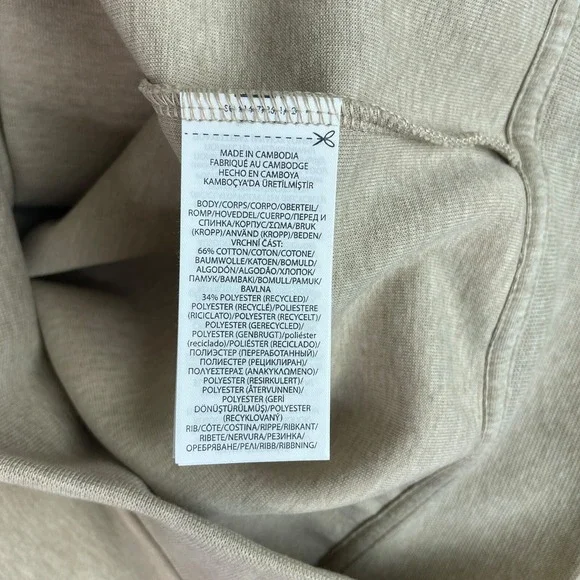 MADE IN CAMBODIA
FABRIQUÉ AU CAMBODGE
HECHO EN CAMBOYA
KAMBOÇYA'DA ÜRETİLMİŞTİR
BODY/CORPS/CORPO/OBERTEIL/
ROMP/HOVEDDEL/CUERPO/ПЕРЕД И
СПИНКА/КОРПУС/ΣΩΜΑ/BRUK
(KROPP)/ANVÄND (KROPP)/BEDEN/
VRCHNÍ ČÁST:
66% COTTON/COTON/COTONE/
BAUMWOLLE/KATOEN/BOMULD/
ALGODÓN/ALGODÃO/ХЛОПОК/
ПАМУК/ΒΑΜΒΑΚΙ/BOMULL/PAMUK/
BAVLNA
34% POLYESTER (RECYCLED)/
POLYESTER (RECYCLÉ)/POLIESTERE
(RICICLATO)/POLYESTER (RECYCELT)/
POLYESTER (GERECYCLED)/
POLYESTER (GENBRUGT)/poliéster
(reciclado)/POLIÉSTER (RECICLADO)/
ПОЛИЭСТЕР (ПЕРЕРАБОТАННЫЙ)/
ПОЛИЕСТЕР (РЕЦИКЛИРАН)/
ΠΟΛΥΕΣΤΕΡΑΣ (ΑΝΑΚΥΚΛΩΜΕΝΟ)/
POLYESTER (RESIRKULERT)/
POLYESTER (ÅTERVUNNEN)/
POLYESTER (GERİ
DÖNÜŞTÜRÜLMÜŞ)/POLYESTER
(RECYKLOVANÝ)
RIB/CÔTE/COSTINA/RIPPE/RIBKANT/
RIBETE/NERVURA/РЕЗИНКА/
ОРЕБРЯВАНЕ/ΡΕΛΙ/RIBB/RIBBNING/